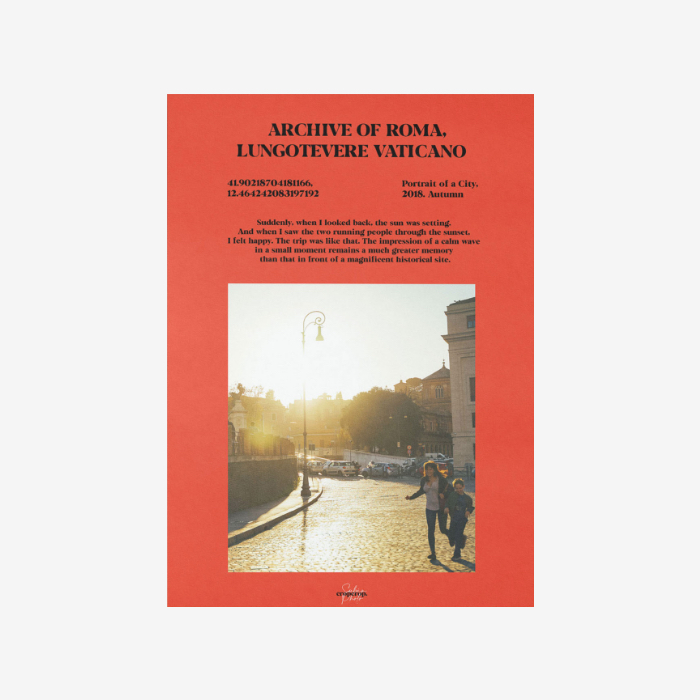 ARCHIVE OF ROMA,
LUNGOTEVERE VATICANO
41.90218704181166,
12.464242083197192
Portrait of a City,
2018, Autumn
Suddenly, when I looked back, the sun was setting.
And when I saw the two running people through the sunset,
I felt happy. The trip was like that. The impression of a calm wave
in a small moment remains a much greater memory
than that in front of a magnificent historical site.
cropcrop.